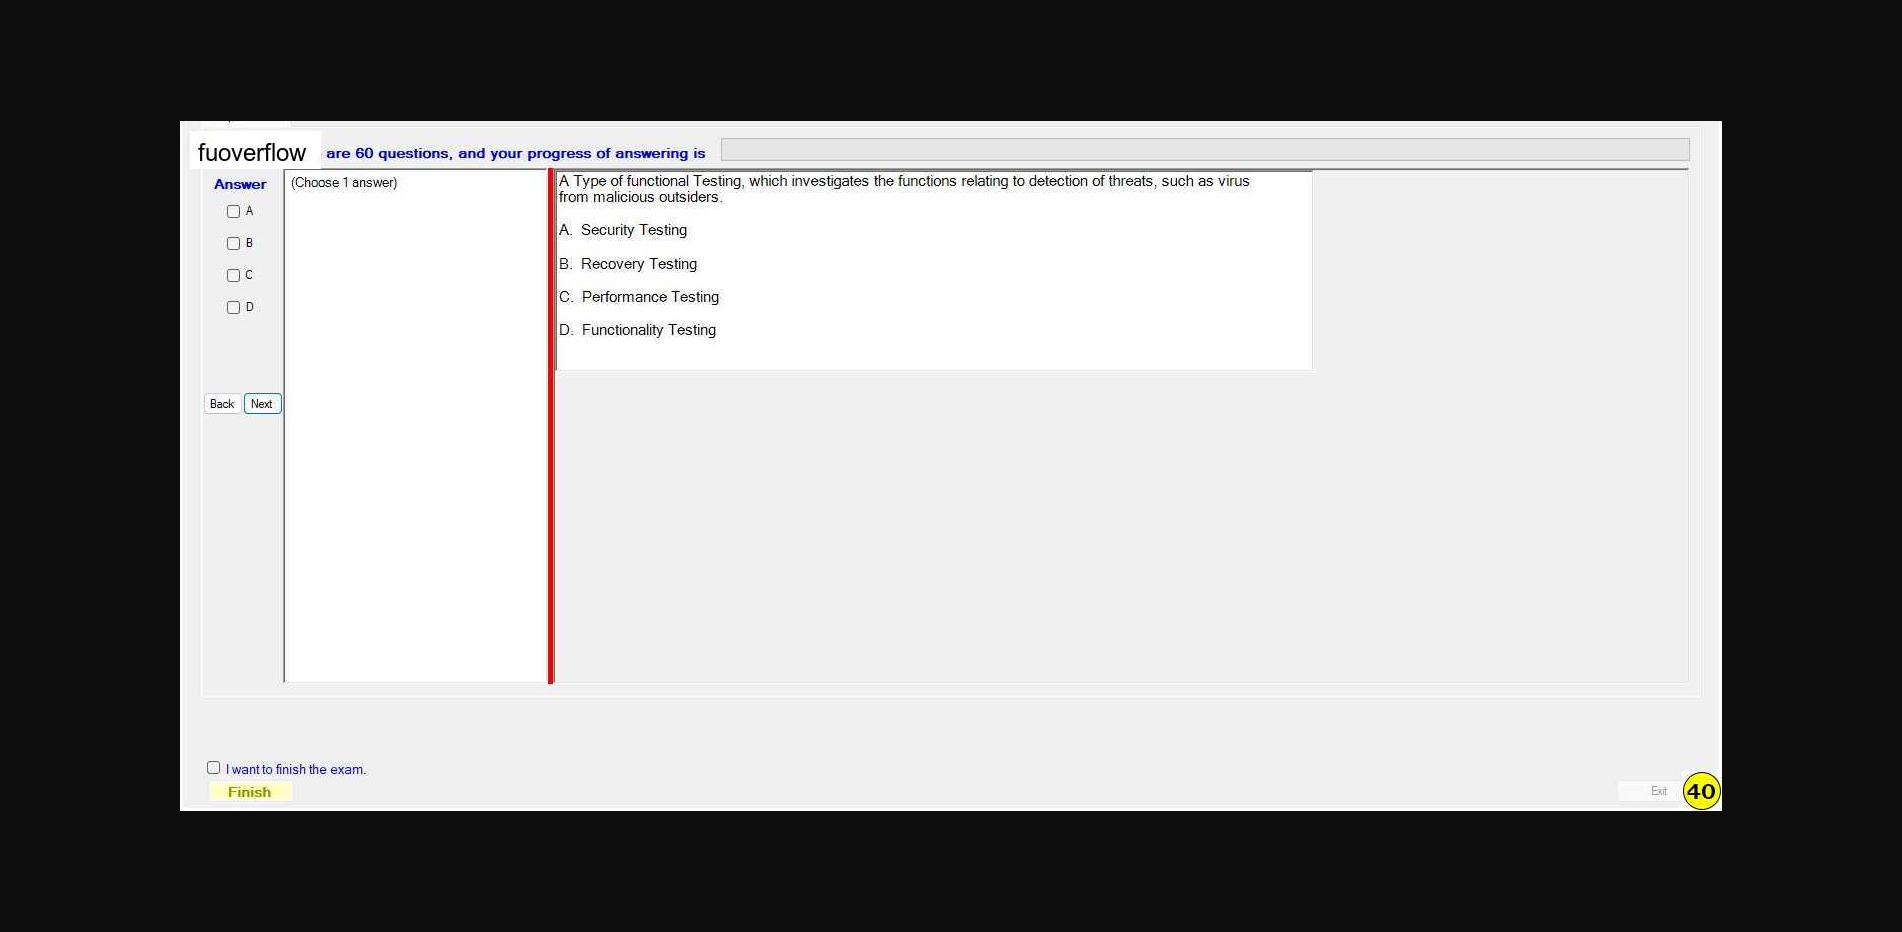 fuoverflow are 60 questions, and your progress of answering is
Answer
(Choose 1 answer)
A
B
C
D
Back Next
A Type of functional Testing, which investigates the functions relating to detection of threats, such as virus
from malicious outsiders.
A. Security Testing
B. Recovery Testing
C. Performance Testing
D. Functionality Testing
I want to finish the exam.
Finish
Exit
40